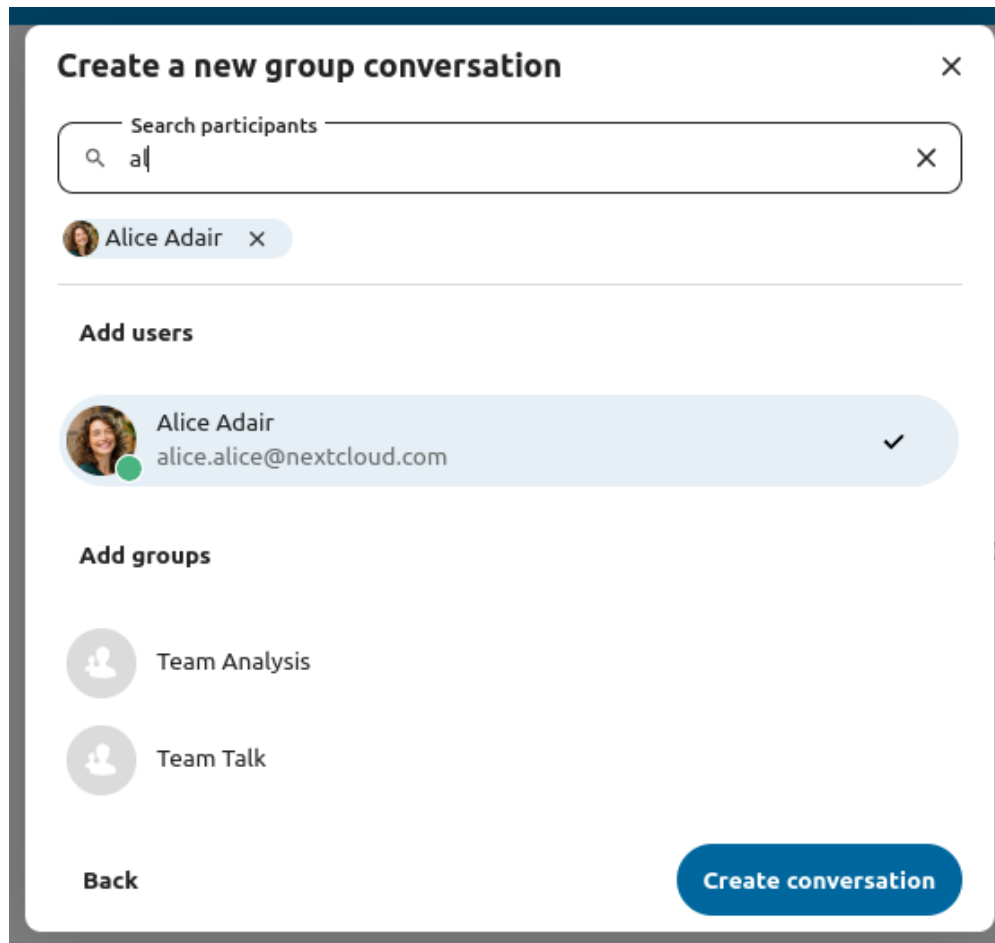 Create a new group conversation
Search participants
al
Alice Adair
Add users
Alice Adair
alice.alice@nextcloud.com
Add groups
Team Analysis
Team Talk
Back
Create conversation